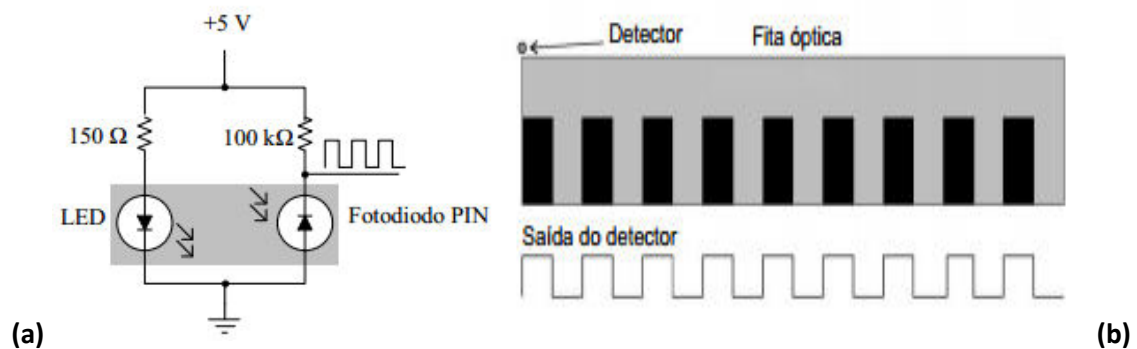 +5 V
150 Ω
100 kΩ
LED
Fotodiodo PIN
(a)
Detector
Fita óptica
Saída do detector
(b)